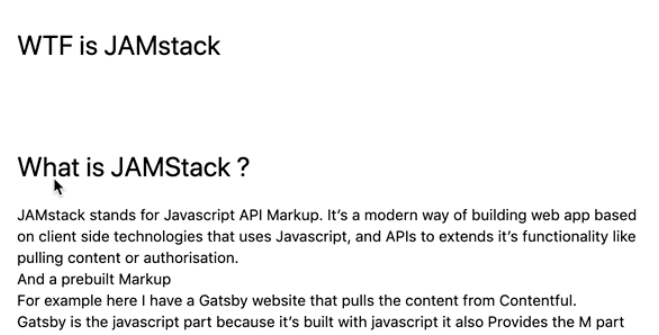 WTF is JAMstack
What is JAMStack ?
JAMstack stands for Javascript API Markup. It's a modern way of building web app based
on client side technologies that uses Javascript, and APIs to extends it's functionality like
pulling content or authorisation.
And a prebuilt Markup
For example here I have a Gatsby website that pulls the content from Contentful.
Gatsby is the javascript part because it's built with javascript it also Provides the M part